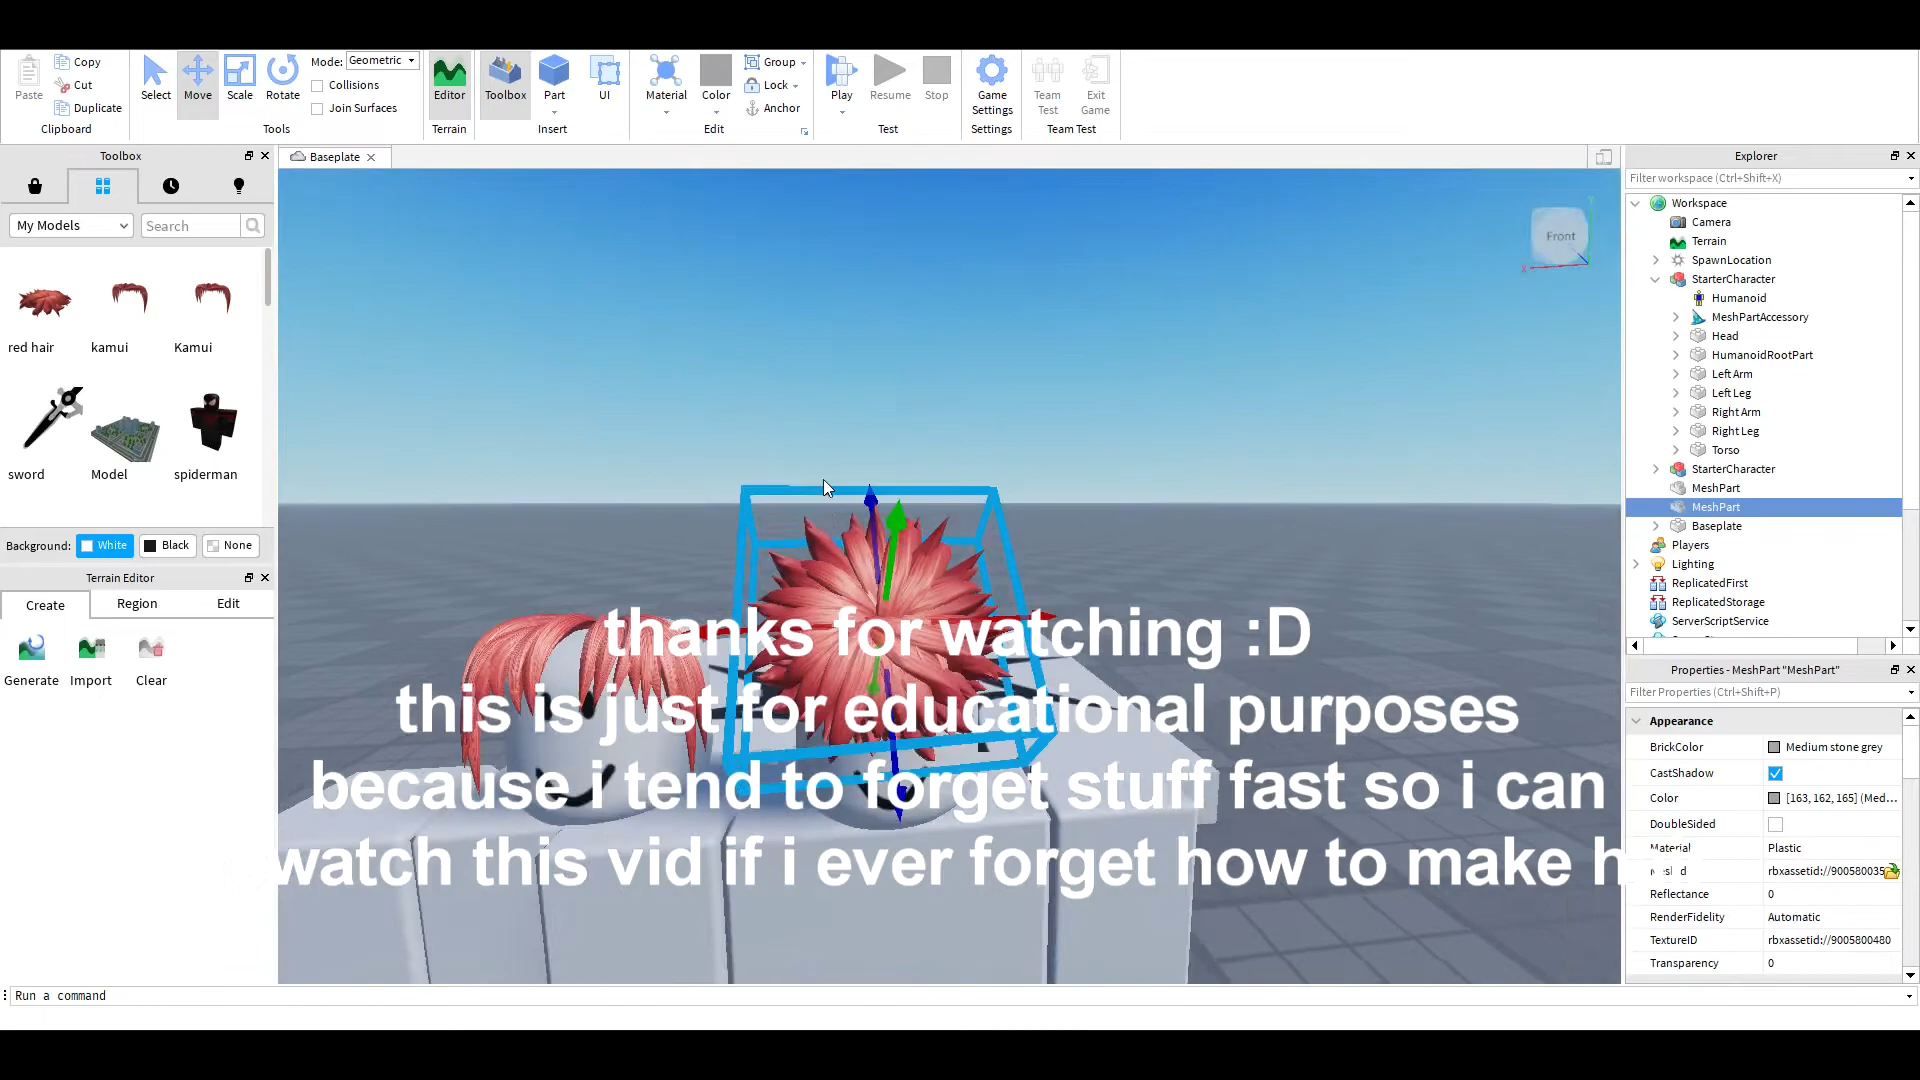 Paste
Copy
Cut
Duplicate
Clipboard
Select
Move
Scale
Rotate
Mode: Geometric
Collisions
Join Surfaces
Tools
Editor
Terrain
Toolbox
Part
UI
Insert
Material
Color
Group
Lock
Anchor
Edit
Play
Resume
Stop
Test
Game
Settings
Settings
Team
Test
Exit
Game
Team Test
Toolbox
My Models
Search
red hair
kamui
Kamui
sword
Model
spiderman
Background: White Black None
Terrain Editor
Create Region Edit
Generate Import Clear
Baseplate
Front
Y
X
thanks for watching :D
this is just for educational purposes
because i tend to forget stuff fast so i can
watch this vid if i ever forget how to make h
Explorer
Filter workspace (Ctrl+Shift+X)
Workspace
Camera
Terrain
SpawnLocation
StarterCharacter
Humanoid
MeshPartAccessory
Head
HumanoidRootPart
Left Arm
Left Leg
Right Arm
Right Leg
Torso
StarterCharacter
MeshPart
MeshPart
Baseplate
Players
Lighting
ReplicatedFirst
ReplicatedStorage
ServerScriptService
Properties - MeshPart "MeshPart"
Filter Properties (Ctrl+Shift+P)
Appearance
BrickColor Medium stone grey
CastShadow
Color [163, 162, 165] (Med...
DoubleSided
Material Plastic
rbxassetid://900580035
Reflectance 0
RenderFidelity Automatic
TextureID rbxassetid://9005800480
Transparency 0
Run a command